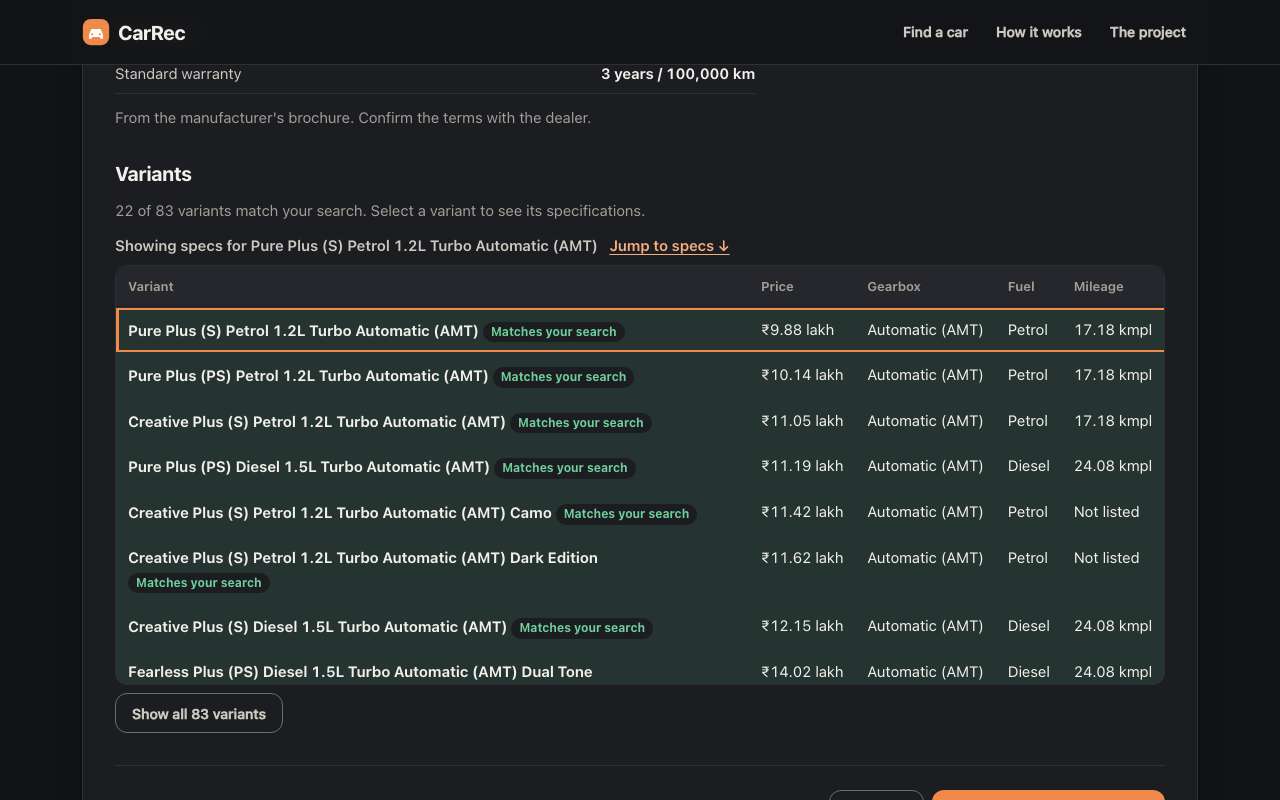 CarRec
Find a car How it works The project
Standard warranty 3 years / 100,000 km
From the manufacturer's brochure. Confirm the terms with the dealer.
Variants
22 of 83 variants match your search. Select a variant to see its specifications.
Showing specs for Pure Plus (S) Petrol 1.2L Turbo Automatic (AMT) Jump to specs ↓
Variant Price Gearbox Fuel Mileage
Pure Plus (S) Petrol 1.2L Turbo Automatic (AMT) Matches your search ₹9.88 lakh Automatic (AMT) Petrol 17.18 kmpl
Pure Plus (PS) Petrol 1.2L Turbo Automatic (AMT) Matches your search ₹10.14 lakh Automatic (AMT) Petrol 17.18 kmpl
Creative Plus (S) Petrol 1.2L Turbo Automatic (AMT) Matches your search ₹11.05 lakh Automatic (AMT) Petrol 17.18 kmpl
Pure Plus (PS) Diesel 1.5L Turbo Automatic (AMT) Matches your search ₹11.19 lakh Automatic (AMT) Diesel 24.08 kmpl
Creative Plus (S) Petrol 1.2L Turbo Automatic (AMT) Camo Matches your search ₹11.42 lakh Automatic (AMT) Petrol Not listed
Creative Plus (S) Petrol 1.2L Turbo Automatic (AMT) Dark Edition ₹11.62 lakh Automatic (AMT) Petrol Not listed
Matches your search
Creative Plus (S) Diesel 1.5L Turbo Automatic (AMT) Matches your search ₹12.15 lakh Automatic (AMT) Diesel 24.08 kmpl
Fearless Plus (PS) Diesel 1.5L Turbo Automatic (AMT) Dual Tone ₹14.02 lakh Automatic (AMT) Diesel 24.08 kmpl
Show all 83 variants